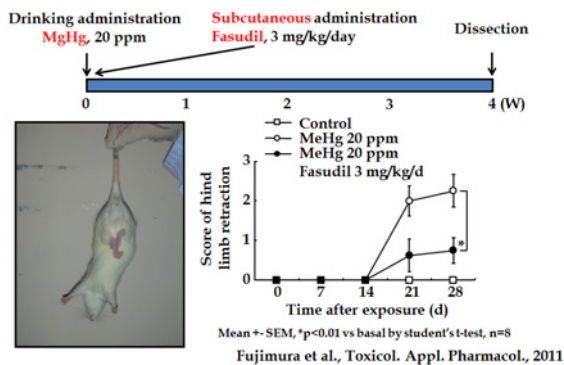 Drinking administration
MgHg, 20 ppm
Subcutaneous administration
Fasudil, 3 mg/kg/day
Dissection
0 1 2 3 4 (W)
Control
MeHg 20 ppm
MeHg 20 ppm
Fasudil 3 mg/kg/d
Score of hind
limb retraction
3
2
1
0
*
0 7 14 21 28
Time after exposure (d)
Mean +- SEM, *p<0.01 vs basal by student's t-test, n=8
Fujimura et al., Toxicol. Appl. Pharmacol., 2011